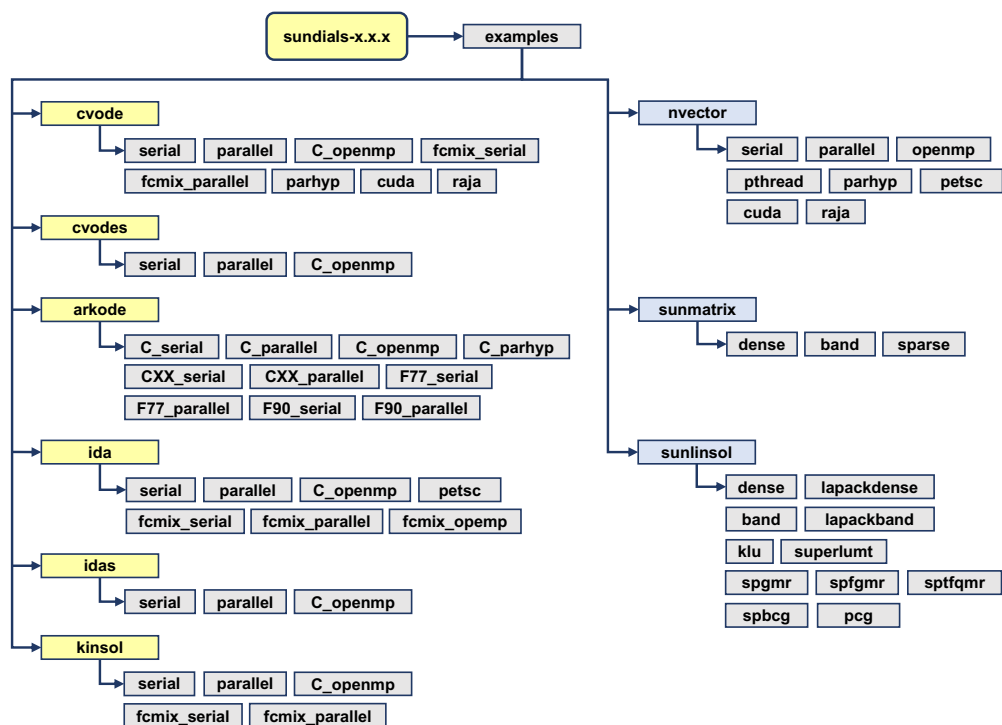 sundials-x.x.x examples
cvode
serial parallel C_openmp fcmix_serial
fcmix_parallel parhyp cuda raja
cvodes
serial parallel C_openmp
arkode
C_serial C_parallel C_openmp C_parhyp
CXX_serial CXX_parallel F77_serial
F77_parallel F90_serial F90_parallel
ida
serial parallel C_openmp petsc
fcmix_serial fcmix_parallel fcmix_opemp
idas
serial parallel C_openmp
kinsol
serial parallel C_openmp
fcmix_serial fcmix_parallel
nvector
serial parallel openmp
pthread parhyp petsc
cuda raja
sunmatrix
dense band sparse
sunlinsol
dense lapackdense
band lapackband
klu superlumt
spgmr spfgmr sptfqmr
spbcg pcg